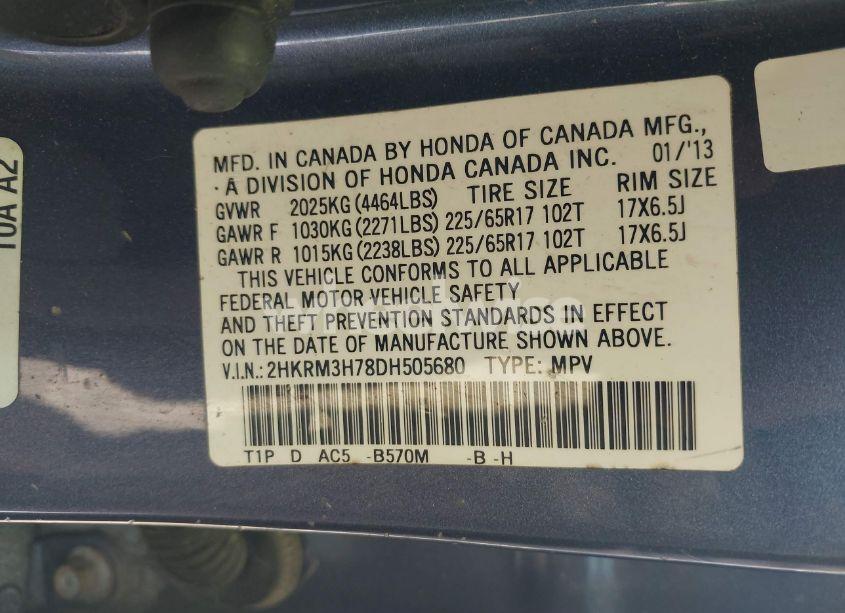 MFD. IN CANADA BY HONDA OF CANADA MFG.,
· A DIVISION OF HONDA CANADA INC. 01/'13
GVWR 2025KG(4464LBS) TIRE SIZE RIM SIZE
GAWR F 1030KG(2271LBS) 225/65R17 102T 17X6.5J
GAWR R 1015KG(2238LBS) 225/65R17 102T 17X6.5J
THIS VEHICLE CONFORMS TO ALL APPLICABLE
FEDERAL MOTOR VEHICLE SAFETY
AND THEFT PREVENTION STANDARDS IN EFFECT
ON THE DATE OF MANUFACTURE SHOWN ABOVE.
V.I.N.: 2HKRM3H78DH505680 TYPE: MPV
T1P D AC5 -B570M -B -H
A2